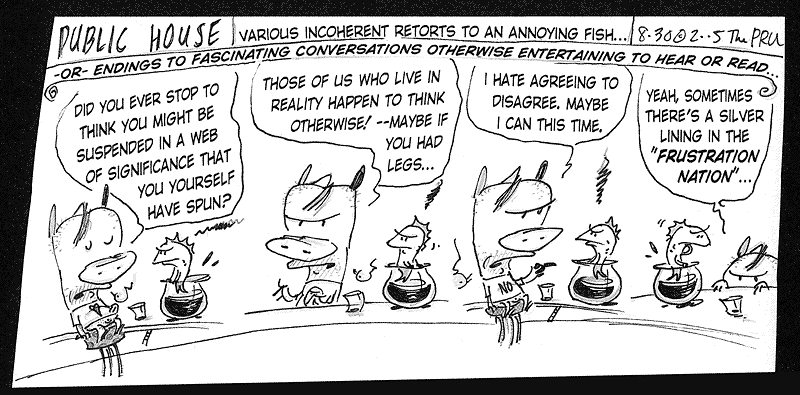 PUBLIC HOUSE
VARIOUS INCOHERENT RETORTS TO AN ANNOYING FISH...
8-30@2--5 The PRU
-OR- ENDINGS TO FASCINATING CONVERSATIONS OTHERWISE ENTERTAINING TO HEAR OR READ...
DID YOU EVER STOP TO
THINK YOU MIGHT BE
SUSPENDED IN A WEB
OF SIGNIFICANCE THAT
YOU YOURSELF
HAVE SPUN?
THOSE OF US WHO LIVE IN
REALITY HAPPEN TO THINK
OTHERWISE! --MAYBE IF
YOU HAD
LEGS...
I HATE AGREEING TO
DISAGREE. MAYBE
I CAN THIS TIME.
NO
YEAH, SOMETIMES
THERE'S A SILVER
LINING IN THE
"FRUSTRATION
NATION"...